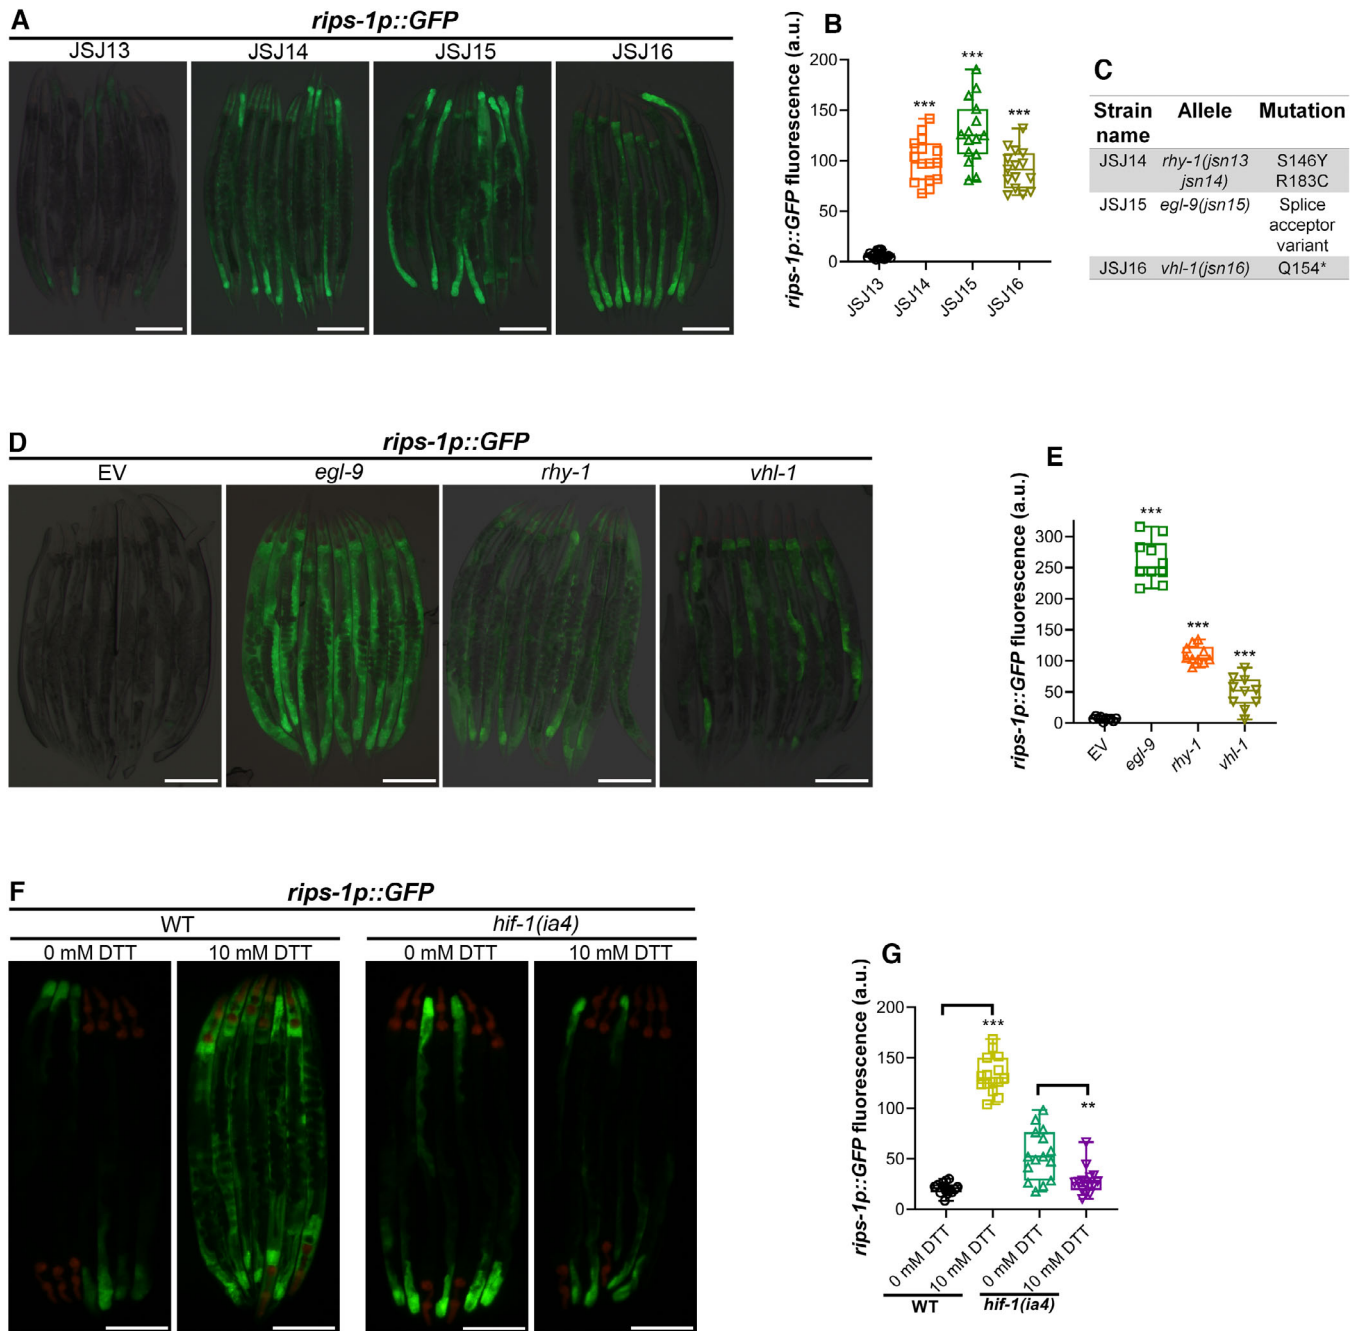 A
rips-1p::GFP
JSJ13 JSJ14 JSJ15 JSJ16
B
rips-1p::GFP fluorescence (a.u.)
200
150
100
50
0
***
***
***
JSJ13 JSJ14 JSJ15 JSJ16
C
Strain name Allele Mutation
JSJ14 rhy-1(jsn13 S146Y
jsn14) R183C
JSJ15 egl-9(jsn15) Splice
acceptor
variant
JSJ16 vhl-1(jsn16) Q154*
D
rips-1p::GFP
EV egl-9 rhy-1 vhl-1
E
rips-1p::GFP fluorescence (a.u.)
300
250
200
150
100
50
0
***
***
***
EV egl-9 rhy-1 vhl-1
F
rips-1p::GFP
WT hif-1(ia4)
0 mM DTT 10 mM DTT 0 mM DTT 10 mM DTT
G
rips-1p::GFP fluorescence (a.u.)
200
150
100
50
0
***
**
0 mM DTT 10 mM DTT 0 mM DTT 10 mM DTT
WT hif-1(ia4)